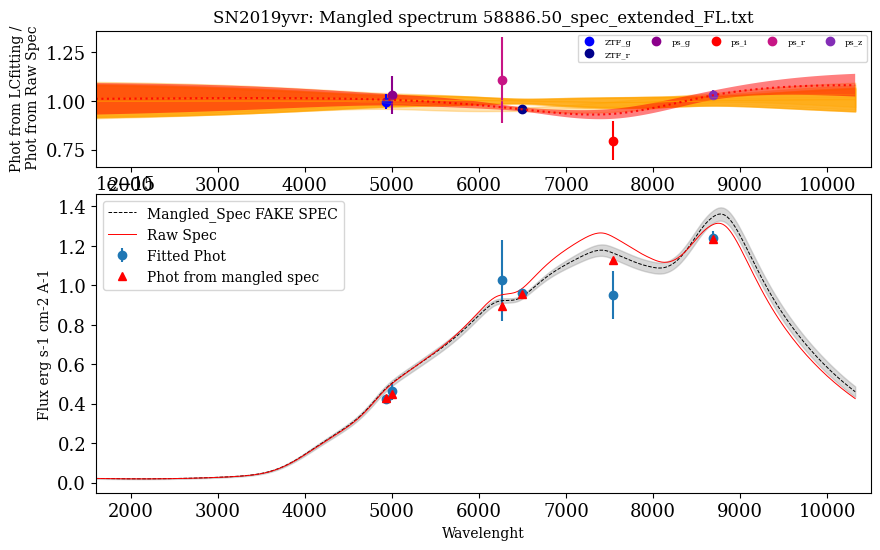 SN2019yvr: Mangled spectrum 58886.50_spec_extended_FL.txt
Phot from LCfitting /
Phot from Raw Spec
1.25
1.00
0.75
ZTF_g
ps_g
ps_i
ps_r
ps_z
ZTF_r
3000 4000 5000 6000 7000 8000 9000 10000
1.4
1.2
1.0
0.8
0.6
0.4
0.2
0.0
Flux erg s-1 cm-2 A-1
Mangled_Spec FAKE SPEC
Raw Spec
Fitted Phot
Phot from mangled spec
2000 3000 4000 5000 6000 7000 8000 9000 10000
Wavelenght